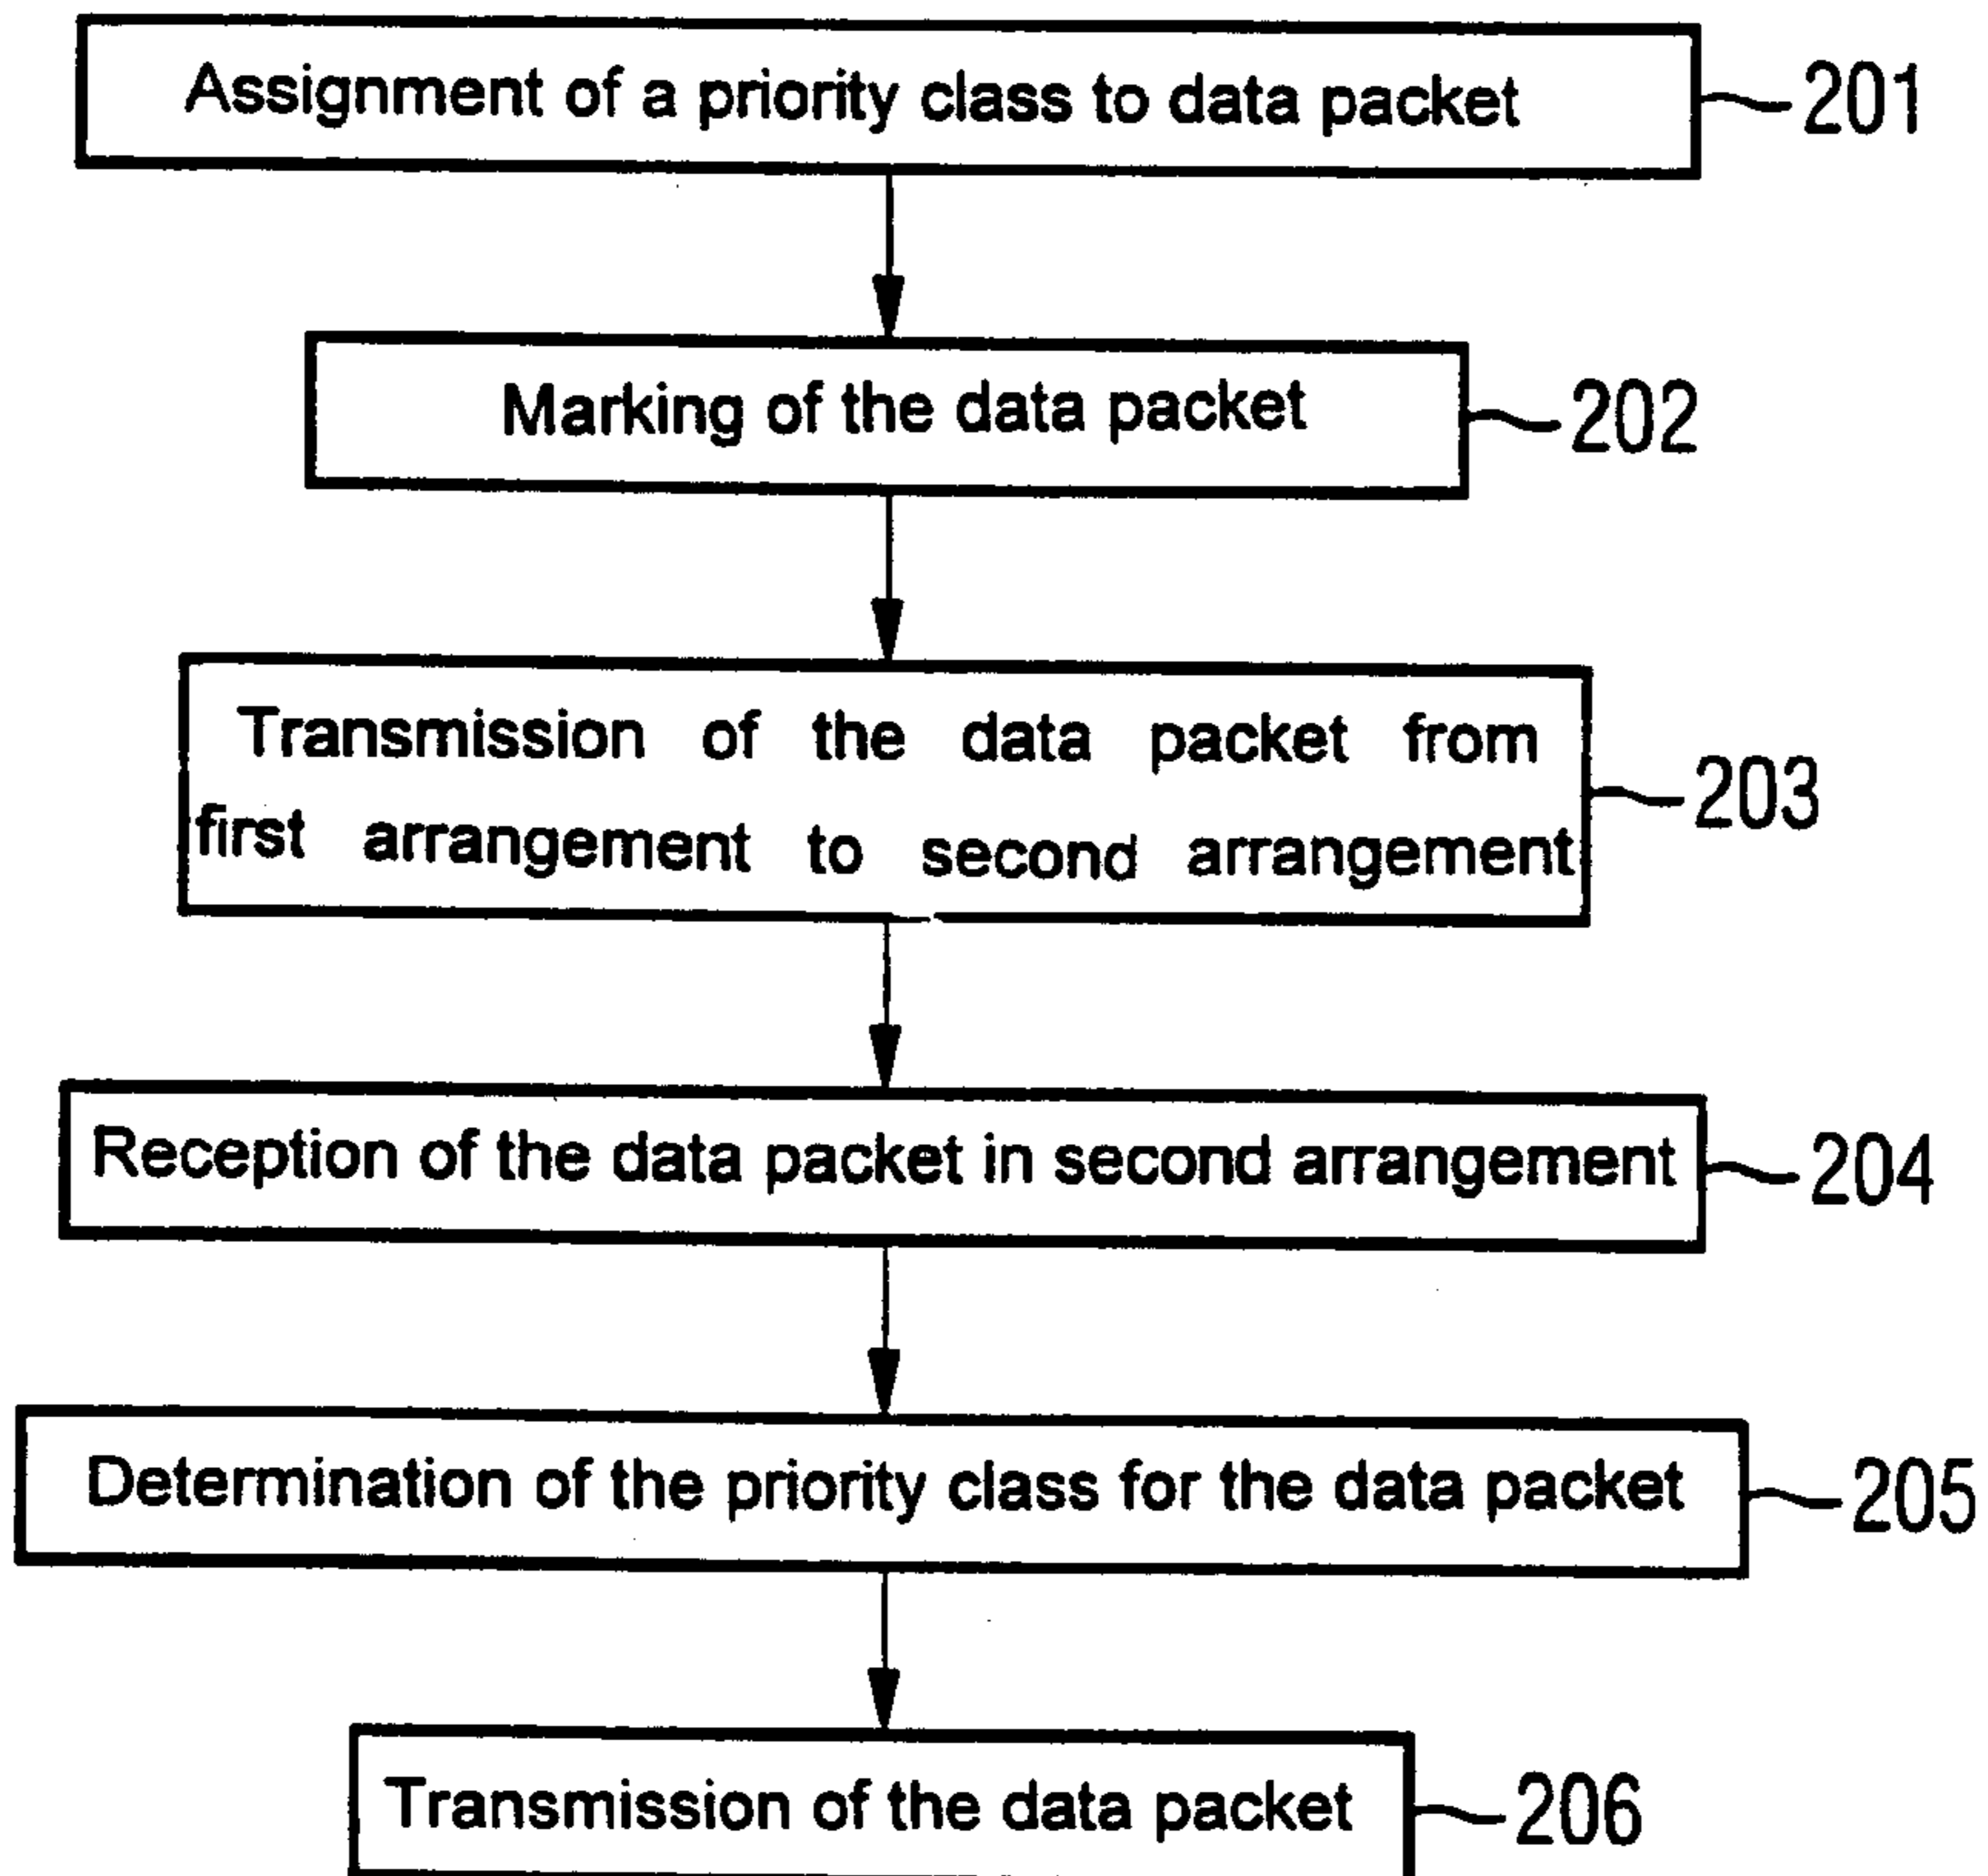 Assignment of a priority class to data packet 201
Marking of the data packet 202
Transmission of the data packet from
first arrangement to second arrangement 203
Reception of the data packet in second arrangement 204
Determination of the priority class for the data packet 205
Transmission of the data packet 206